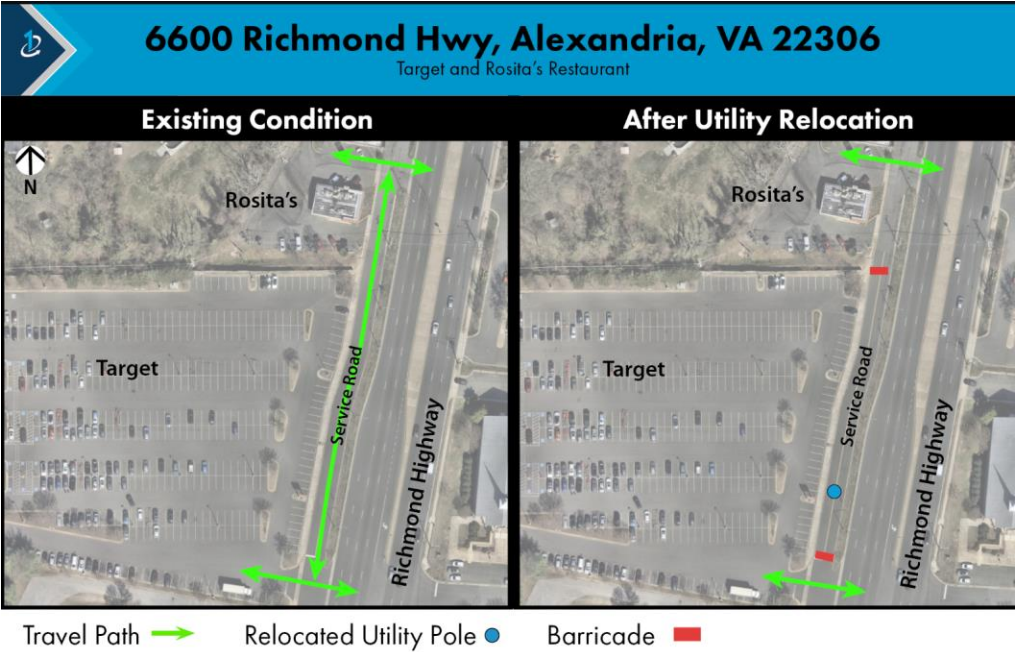 6600 Richmond Hwy, Alexandria, VA 22306
Target and Rosita's Restaurant
Existing Condition
After Utility Relocation
N
Rosita's
Target
Service Road
Richmond Highway
Rosita's
Target
Service Road
Richmond Highway
Travel Path
Relocated Utility Pole
Barricade